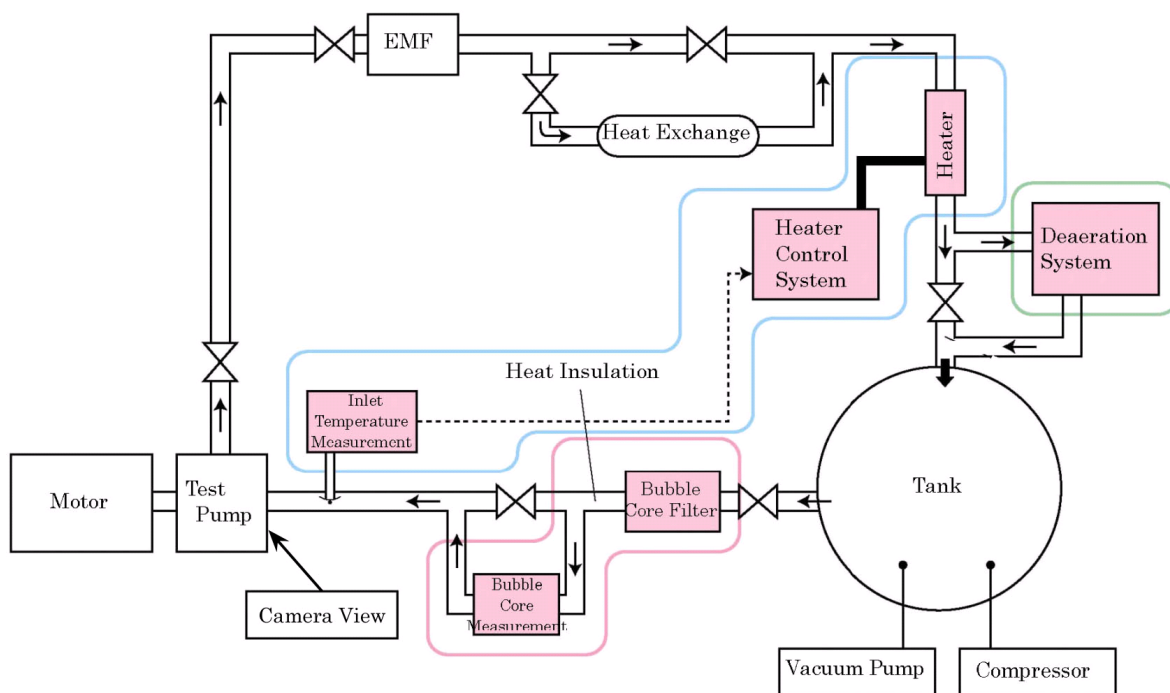 EMF
Heat Exchange
Heater
Heater
Control
System
Deaeration
System
Heat Insulation
Inlet
Temperature
Measurement
Motor
Test
Pump
Bubble
Core Filter
Tank
Bubble
Core
Measurement
Camera View
Vacuum Pump
Compressor